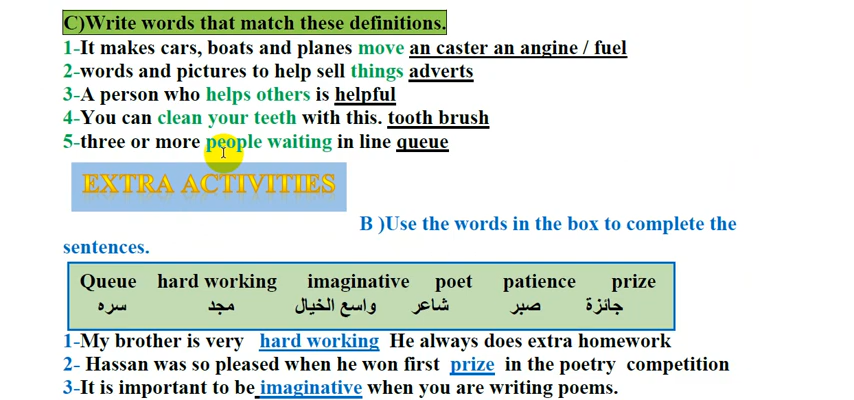 C)Write words that match these definitions.
1-It makes cars, boats and planes move an caster an angine / fuel
2-words and pictures to help sell things adverts
3-A person who helps others is helpful
4-You can clean your teeth with this. tooth brush
5-three or more people waiting in line queue
EXTRA ACTIVITIES
B )Use the words in the box to complete the
sentences.
Queue hard working imaginative poet patience prize
سره مجد واسع الخيال شاعر صبر جائزة
1-My brother is very hard working He always does extra homework
2- Hassan was so pleased when he won first prize in the poetry competition
3-It is important to be imaginative when you are writing poems.